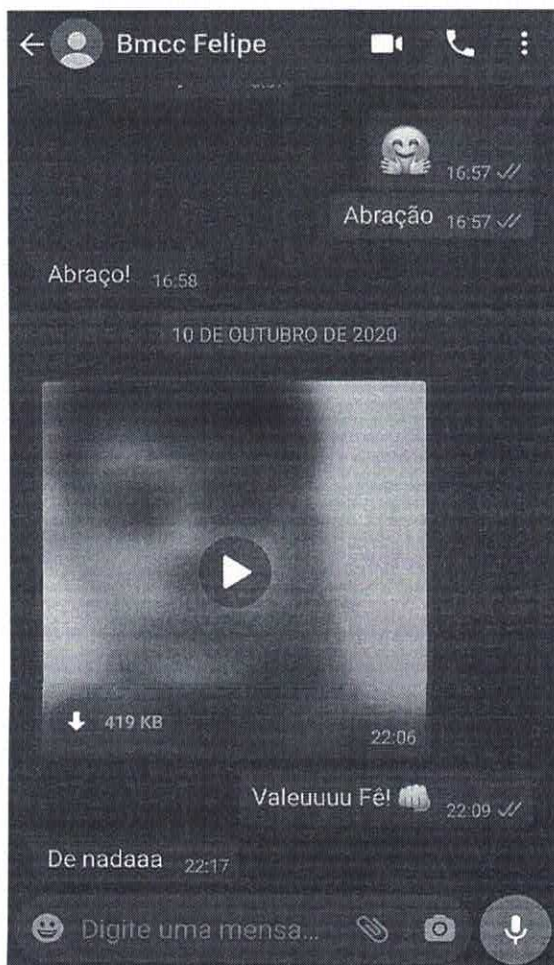 Bmcc Felipe
16:57
Abração 16:57
Abraço! 16:58
10 DE OUTUBRO DE 2020
419 KB
22:06
Valeuuuu Fê! 👊 22:09
De nadaaa 22:17
Digite uma mensa...